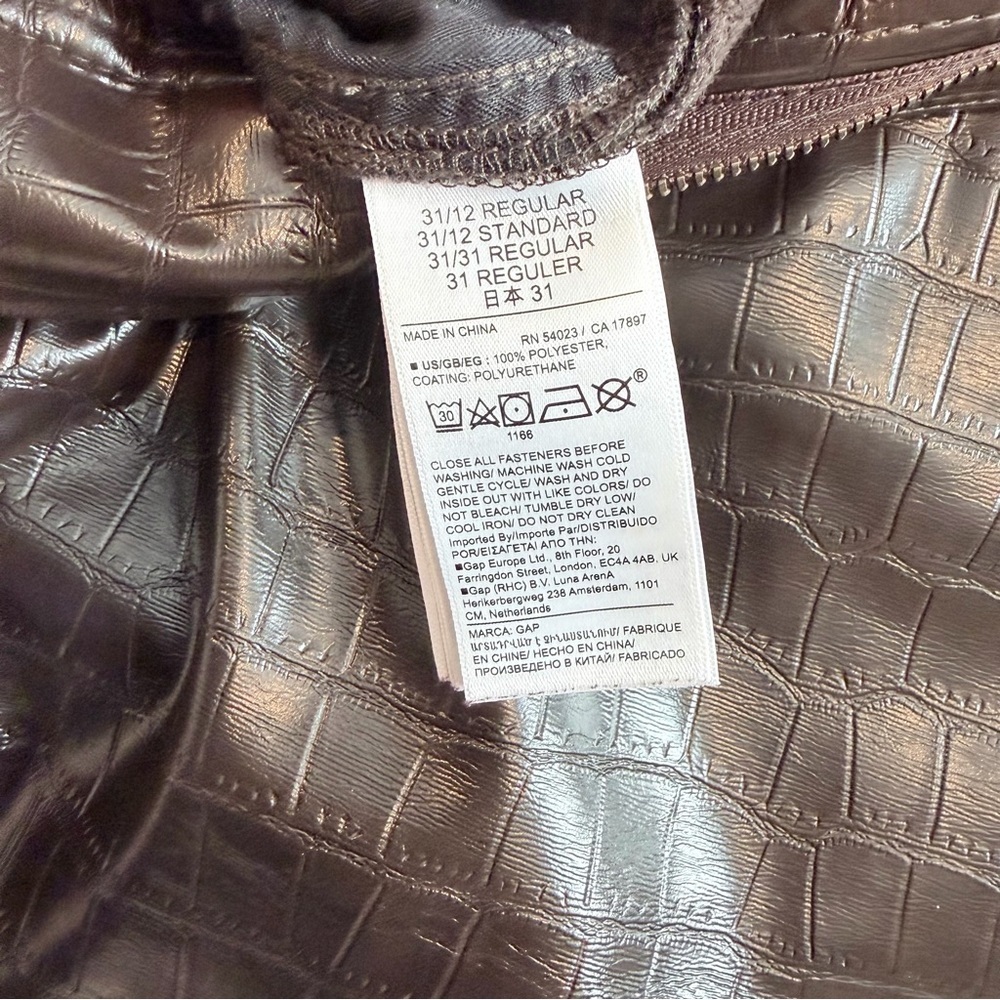 31/12 REGULAR
31/12 STANDARD
31/31 REGULAR
31 REGULER
日本 31
MADE IN CHINA
RN 54023 / CA 17897
■ US/GB/EG : 100% POLYESTER,
COATING: POLYURETHANE
30
®
1166
CLOSE ALL FASTENERS BEFORE
WASHING/ MACHINE WASH COLD
GENTLE CYCLE/ WASH AND DRY
INSIDE OUT WITH LIKE COLORS/ DO
NOT BLEACH/ TUMBLE DRY LOW/
COOL IRON/ DO NOT DRY CLEAN
Imported By/Importe Par/DISTRIBUIDO
POR/ΕΙΣΑΓΕΤΑΙ ΑΠΟ ΤΗΝ:
■Gap Europe Ltd., 8th Floor, 20
Farringdon Street, London, EC4A 4AB, UK
■Gap (RHC) B.V. Luna ArenA
Herikerbergweg 238 Amsterdam, 1101
CM, Netherlands
MARCA: GAP
ԱՐՏԱԴՐՎԱԾ Է ՉԻՆԱՍՏԱՆՈՒՄ/ FABRIQUE
EN CHINE/ HECHO EN CHINA/
ПРОИЗВЕДЕНО В КИТАЙ/ FABRICADO